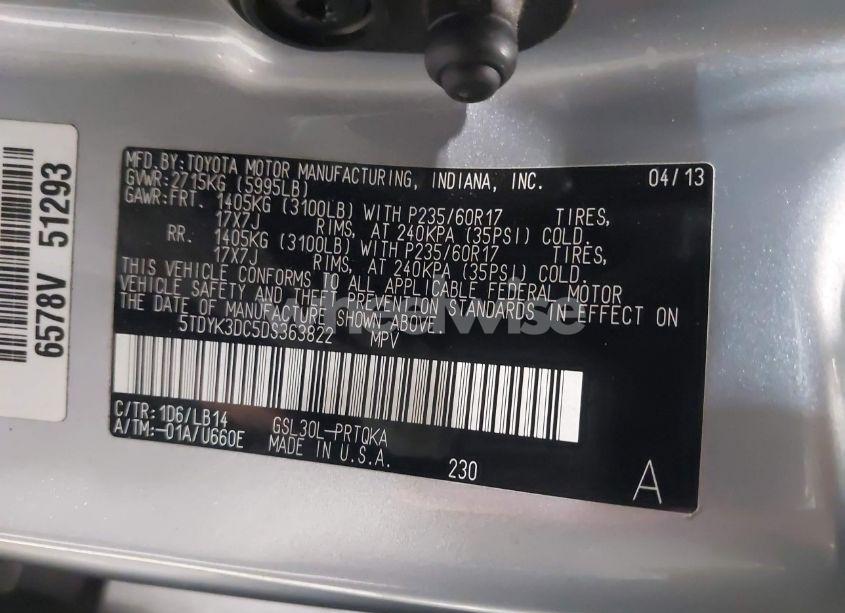 6578V 51293
MFD.BY:TOYOTA MOTOR MANUFACTURING, INDIANA, INC. 04/13
GVWR:2715KG (5995LB)
GAWR:FRT. 1405KG (3100LB) WITH P235/60R17 TIRES,
17X7J RIMS, AT 240KPA (35PSI) COLD.
RR. 1405KG (3100LB) WITH P235/60R17 TIRES,
17X7J RIMS, AT 240KPA (35PSI) COLD.
THIS VEHICLE CONFORMS TO ALL APPLICABLE FEDERAL MOTOR
VEHICLE SAFETY AND THEFT PREVENTION STANDARDS IN EFFECT ON
THE DATE OF MANUFACTURE SHOWN ABOVE.
5TDYK3DC5DS363822 MPV
wheelwise
C/TR:1D6/LB14 GSL30L-PRTQKA
A/TM:-01A/U660E MADE IN U.S.A.
230
A